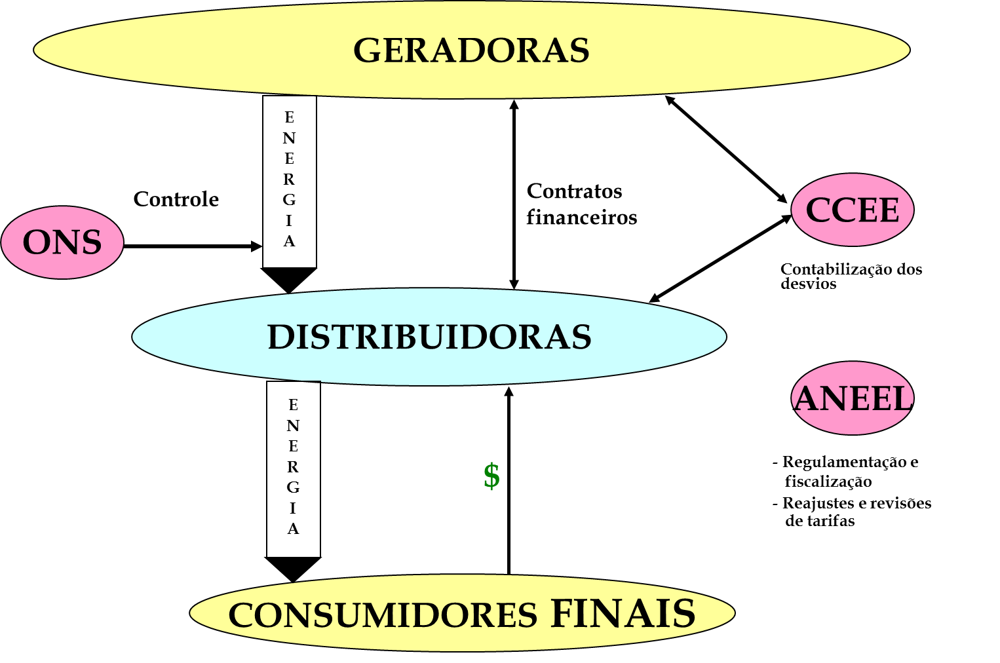 GERADORAS
E
N
E
R
G
I
A
Controle
Contratos
financeiros
ONS
CCEE
Contabilização dos
desvios
DISTRIBUIDORAS
E
N
E
R
G
I
A
$
ANEEL
- Regulamentação e
fiscalização
- Reajustes e revisões
de tarifas
CONSUMIDORES FINAIS